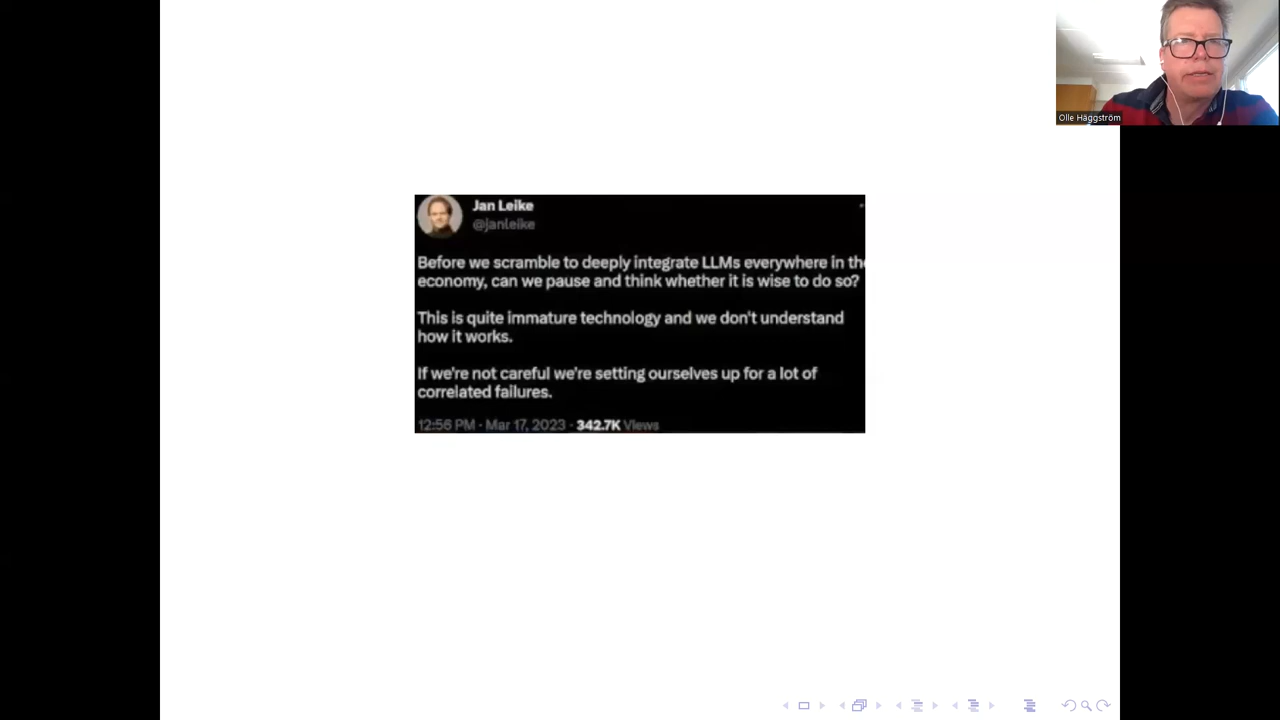 Olle Häggström
Jan Leike
@janleike
Before we scramble to deeply integrate LLMs everywhere in the
economy, can we pause and think whether it is wise to do so?
This is quite immature technology and we don't understand
how it works.
If we're not careful we're setting ourselves up for a lot of
correlated failures.
12:56 PM · Mar 17, 2023 · 342.7K Views